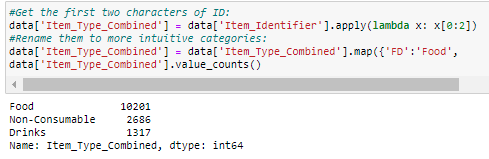 #Get the first two characters of ID:
data['Item_Type_Combined'] = data['Item_Identifier'].apply(lambda x: x[0:2])
#Rename them to more intuitive categories:
data['Item_Type_Combined'] = data['Item_Type_Combined'].map({'FD':'Food',
data['Item_Type_Combined'].value_counts()
Food 10201
Non-Consumable 2686
Drinks 1317
Name: Item_Type_Combined, dtype: int64